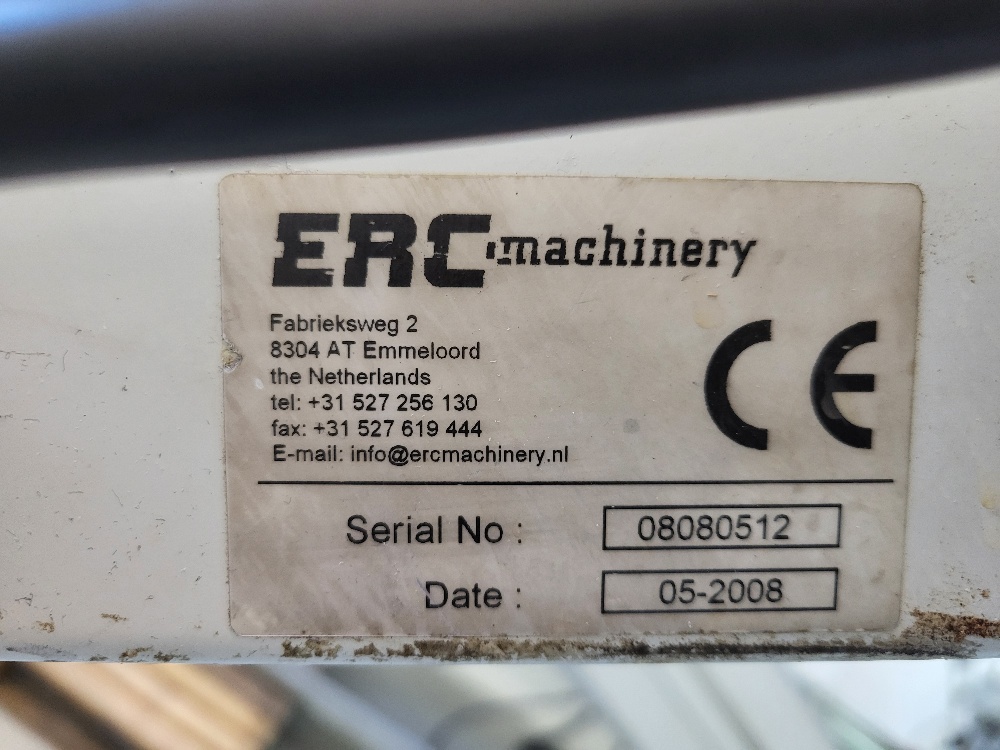 ERC machinery
Fabrieksweg 2
8304 AT Emmeloord
the Netherlands
tel: +31 527 256 130
fax: +31 527 619 444
E-mail: info@ercmachinery.nl
CE
Serial No : 08080512
Date : 05-2008